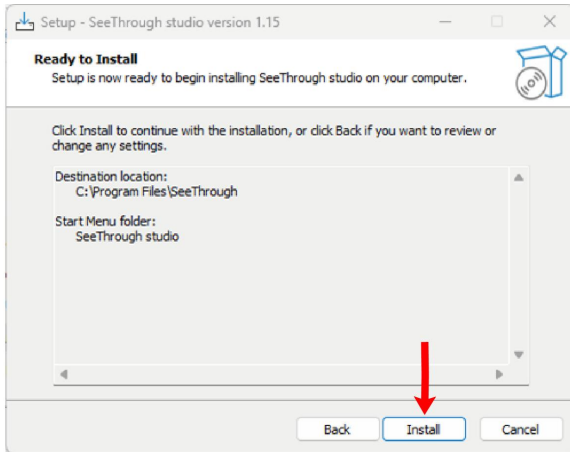 Setup - SeeThrough studio version 1.15
Ready to Install
Setup is now ready to begin installing SeeThrough studio on your computer.
Click Install to continue with the installation, or click Back if you want to review or
change any settings.
Destination location:
C:\Program Files\SeeThrough
Start Menu folder:
SeeThrough studio
Back
Install
Cancel